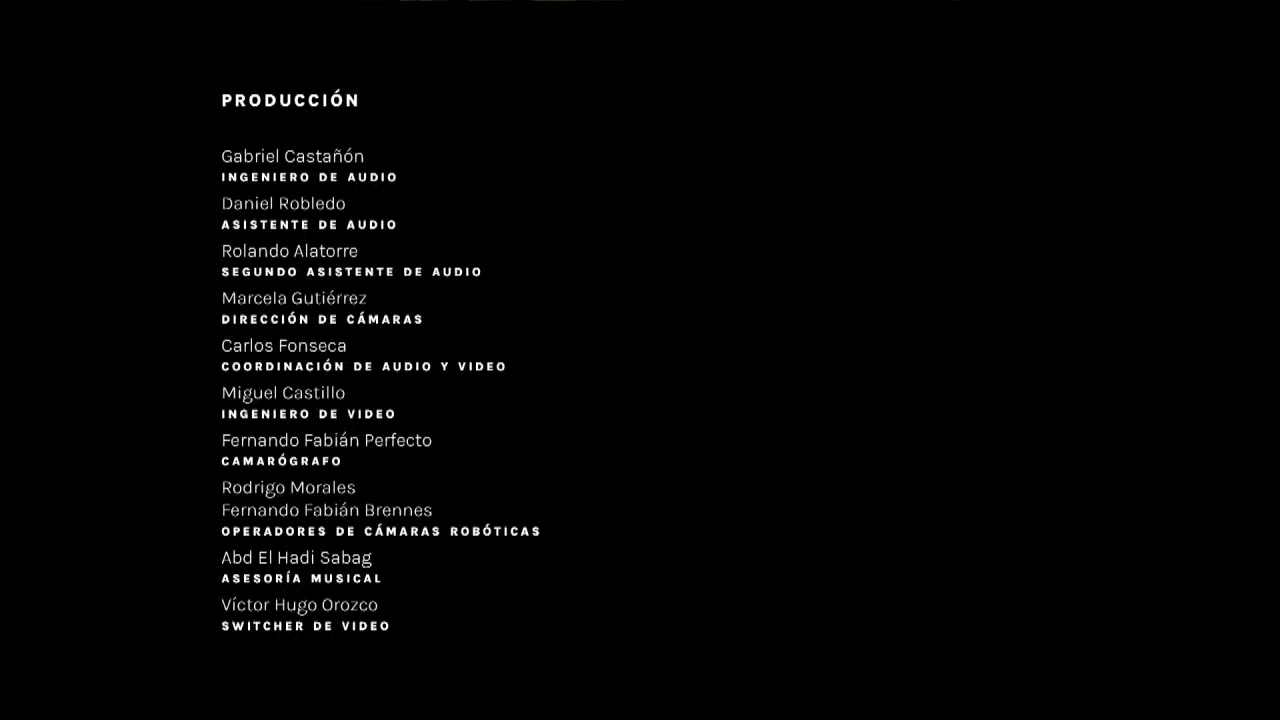 PRODUCCIÓN
Gabriel Castañón
INGENIERO DE AUDIO
Daniel Robledo
ASISTENTE DE AUDIO
Rolando Alatorre
SEGUNDO ASISTENTE DE AUDIO
Marcela Gutiérrez
DIRECCIÓN DE CÁMARAS
Carlos Fonseca
COORDINACIÓN DE AUDIO Y VIDEO
Miguel Castillo
INGENIERO DE VIDEO
Fernando Fabián Perfecto
CAMARÓGRAFO
Rodrigo Morales
Fernando Fabián Brennes
OPERADORES DE CÁMARAS ROBÓTICAS
Abd El Hadi Sabag
ASESORÍA MUSICAL
Víctor Hugo Orozco
SWITCHER DE VIDEO